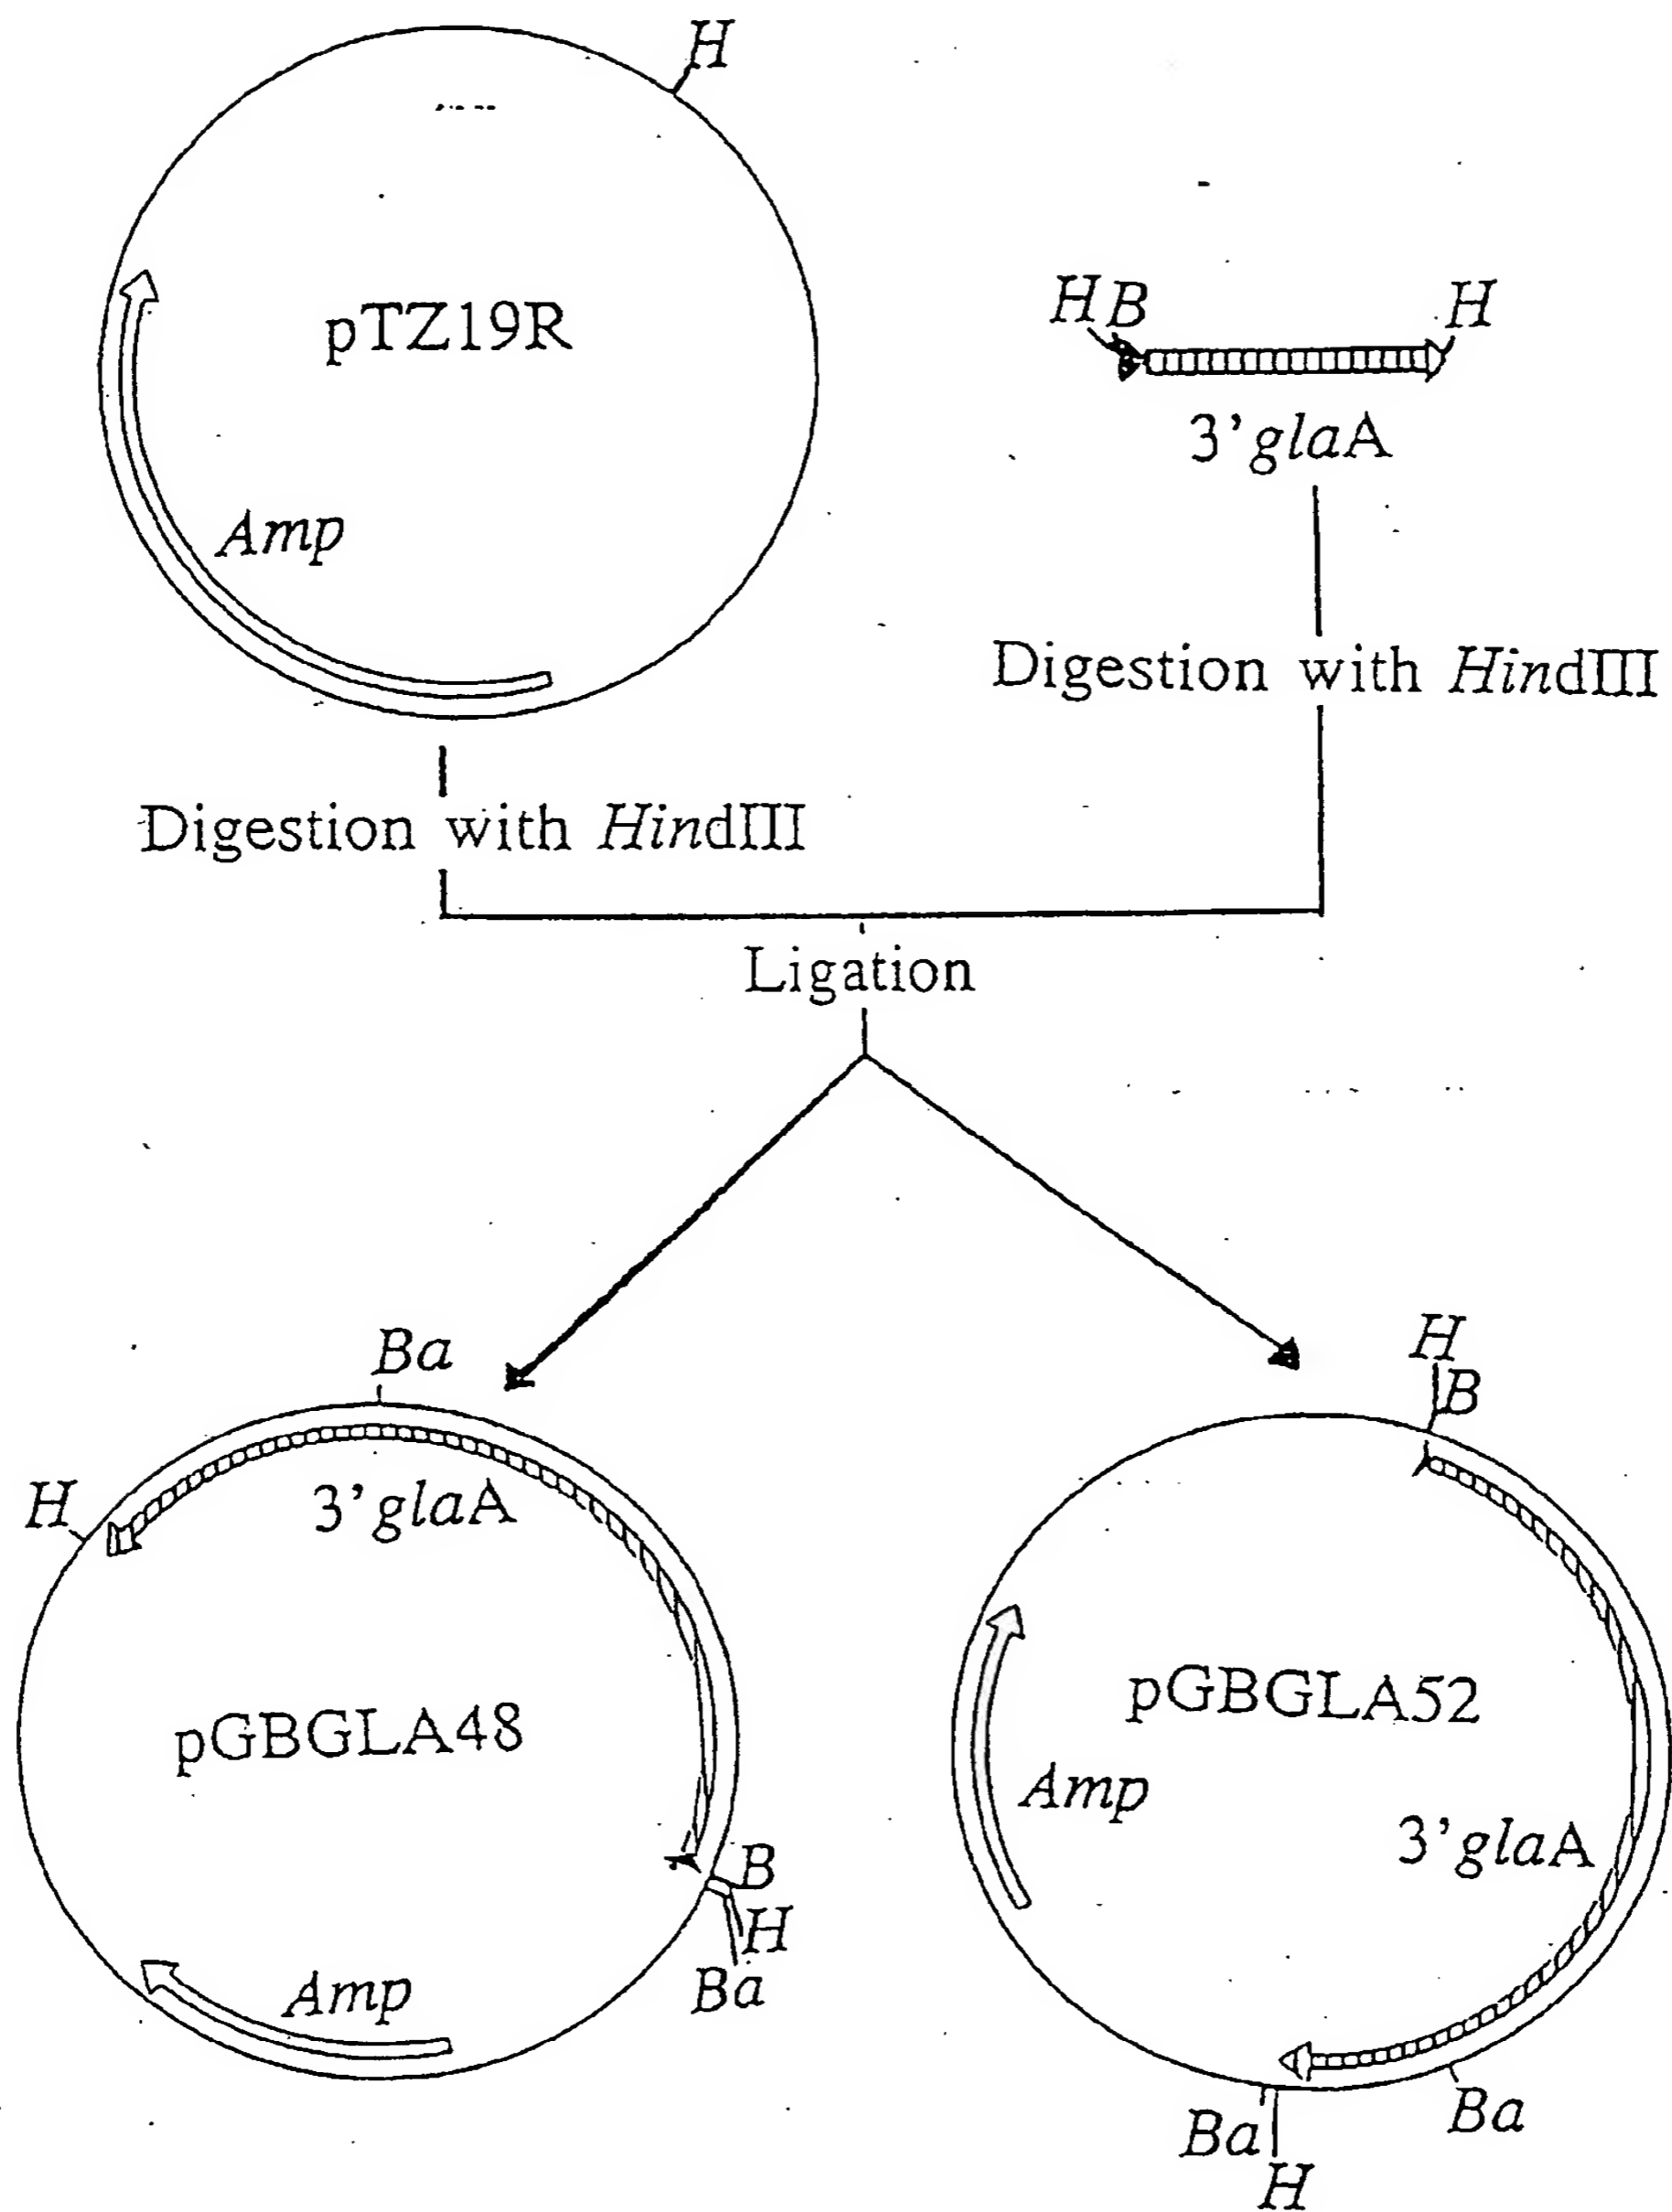 H
pTZ19R
Amp
H B
H
3’glaA
Digestion with HindIII
Digestion with HindIII
Ligation
Ba
H
3’glaA
pGBGLA48
B
H
Ba
Amp
H
B
pGBGLA52
Amp
3’glaA
Ba
Ba
H